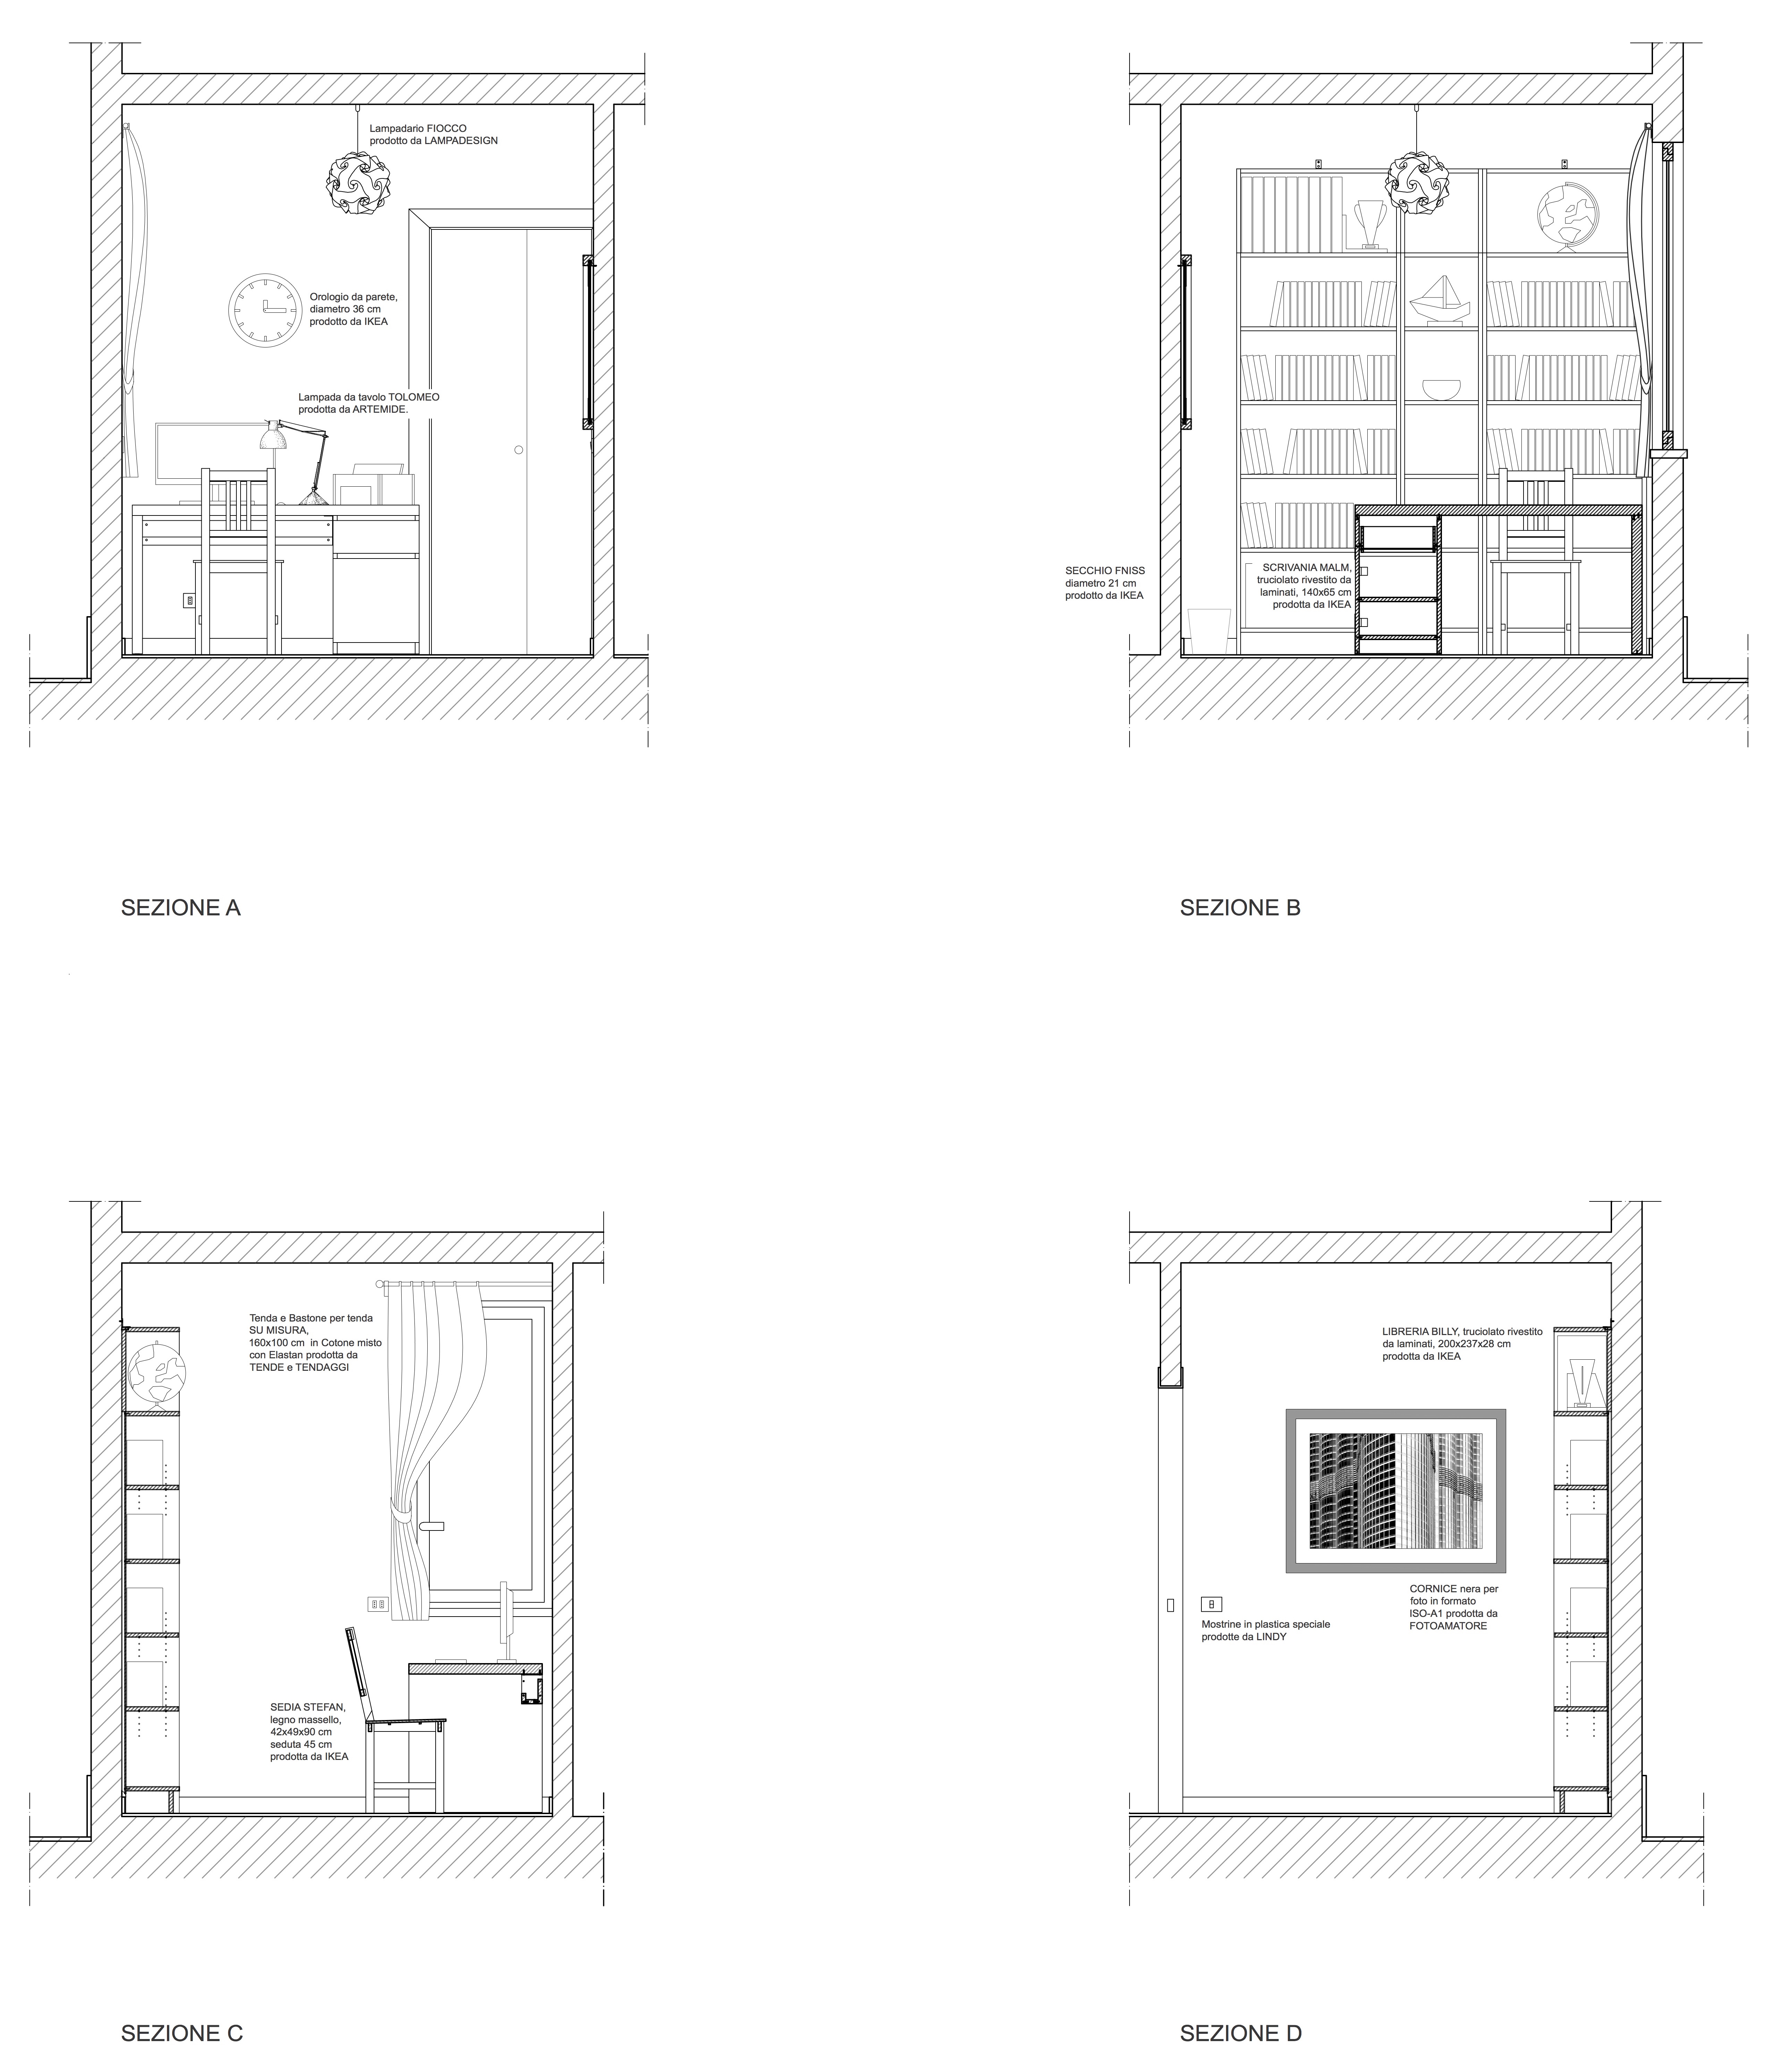 Lampadario FIOCCO
prodotto da LAMPADESIGN
Orologio da parete,
diametro 36 cm
prodotto da IKEA
Lampada da tavolo TOLOMEO
prodotta da ARTEMIDE.
SEZIONE A
SECCHIO FNISS
diametro 21 cm
prodotto da IKEA
SCRIVANIA MALM,
truciolato rivestito da
laminati, 140x65 cm
prodotta da IKEA
SEZIONE B
Tenda e Bastone per tenda
SU MISURA,
160x100 cm in Cotone misto
con Elastan prodotta da
TENDE e TENDAGGI
SEDIA STEFAN,
legno massello,
42x49x90 cm
seduta 45 cm
prodotta da IKEA
SEZIONE C
LIBRERIA BILLY, truciolato rivestito
da laminati, 200x237x28 cm
prodotta da IKEA
CORNICE nera per
foto in formato
ISO-A1 prodotta da
FOTOAMATORE
Mostrine in plastica speciale
prodotte da LINDY
SEZIONE D